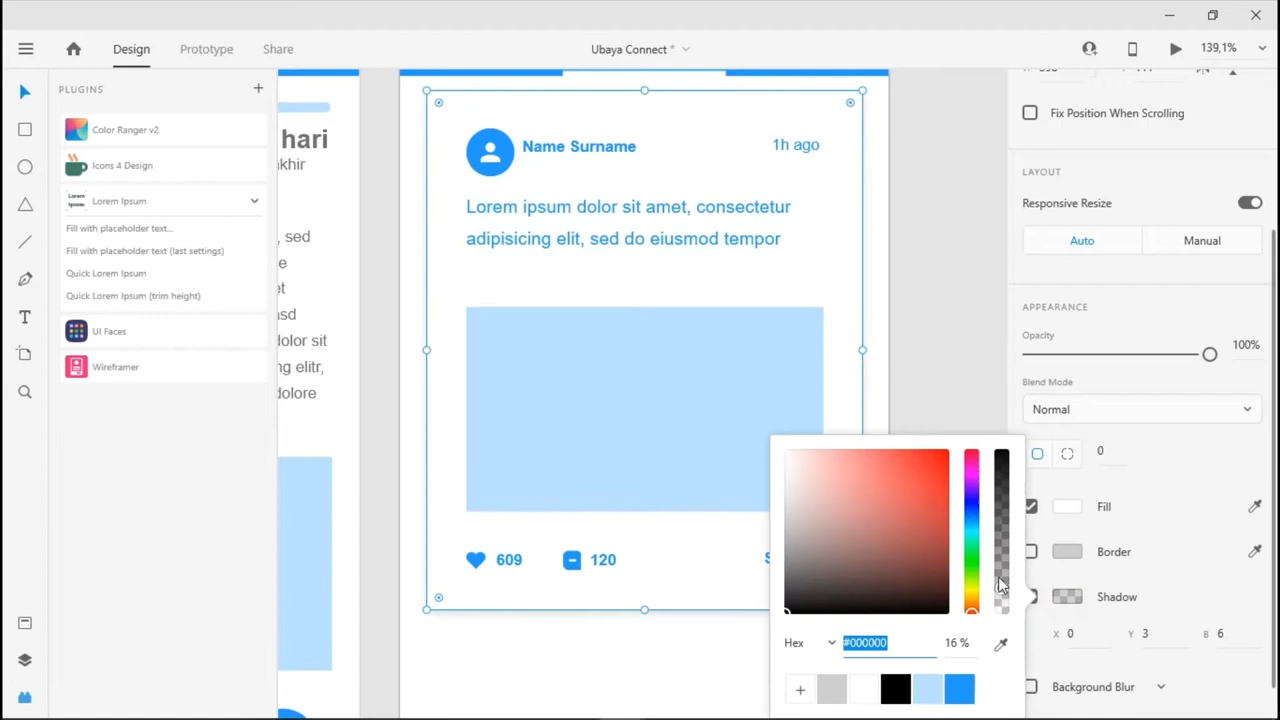 Design
Prototype
Share
Ubaya Connect *
139,1%
PLUGINS
+
Color Ranger v2
Icons 4 Design
Lorem Ipsum
Lorem Ipsum
Fill with placeholder text...
Fill with placeholder text (last settings)
Quick Lorem Ipsum
Quick Lorem Ipsum (trim height)
UI Faces
Wireframer
T
hari
, sed
dolor sit
dolore
Name Surname
1h ago
Lorem ipsum dolor sit amet, consectetur
adipisicing elit, sed do eiusmod tempor
609
120
Fix Position When Scrolling
LAYOUT
Responsive Resize
Auto
Manual
APPEARANCE
Opacity
100%
Blend Mode
Normal
0
Fill
Border
Shadow
X 0
Y 3
B 6
Background Blur
Hex
#000000
16 %
+